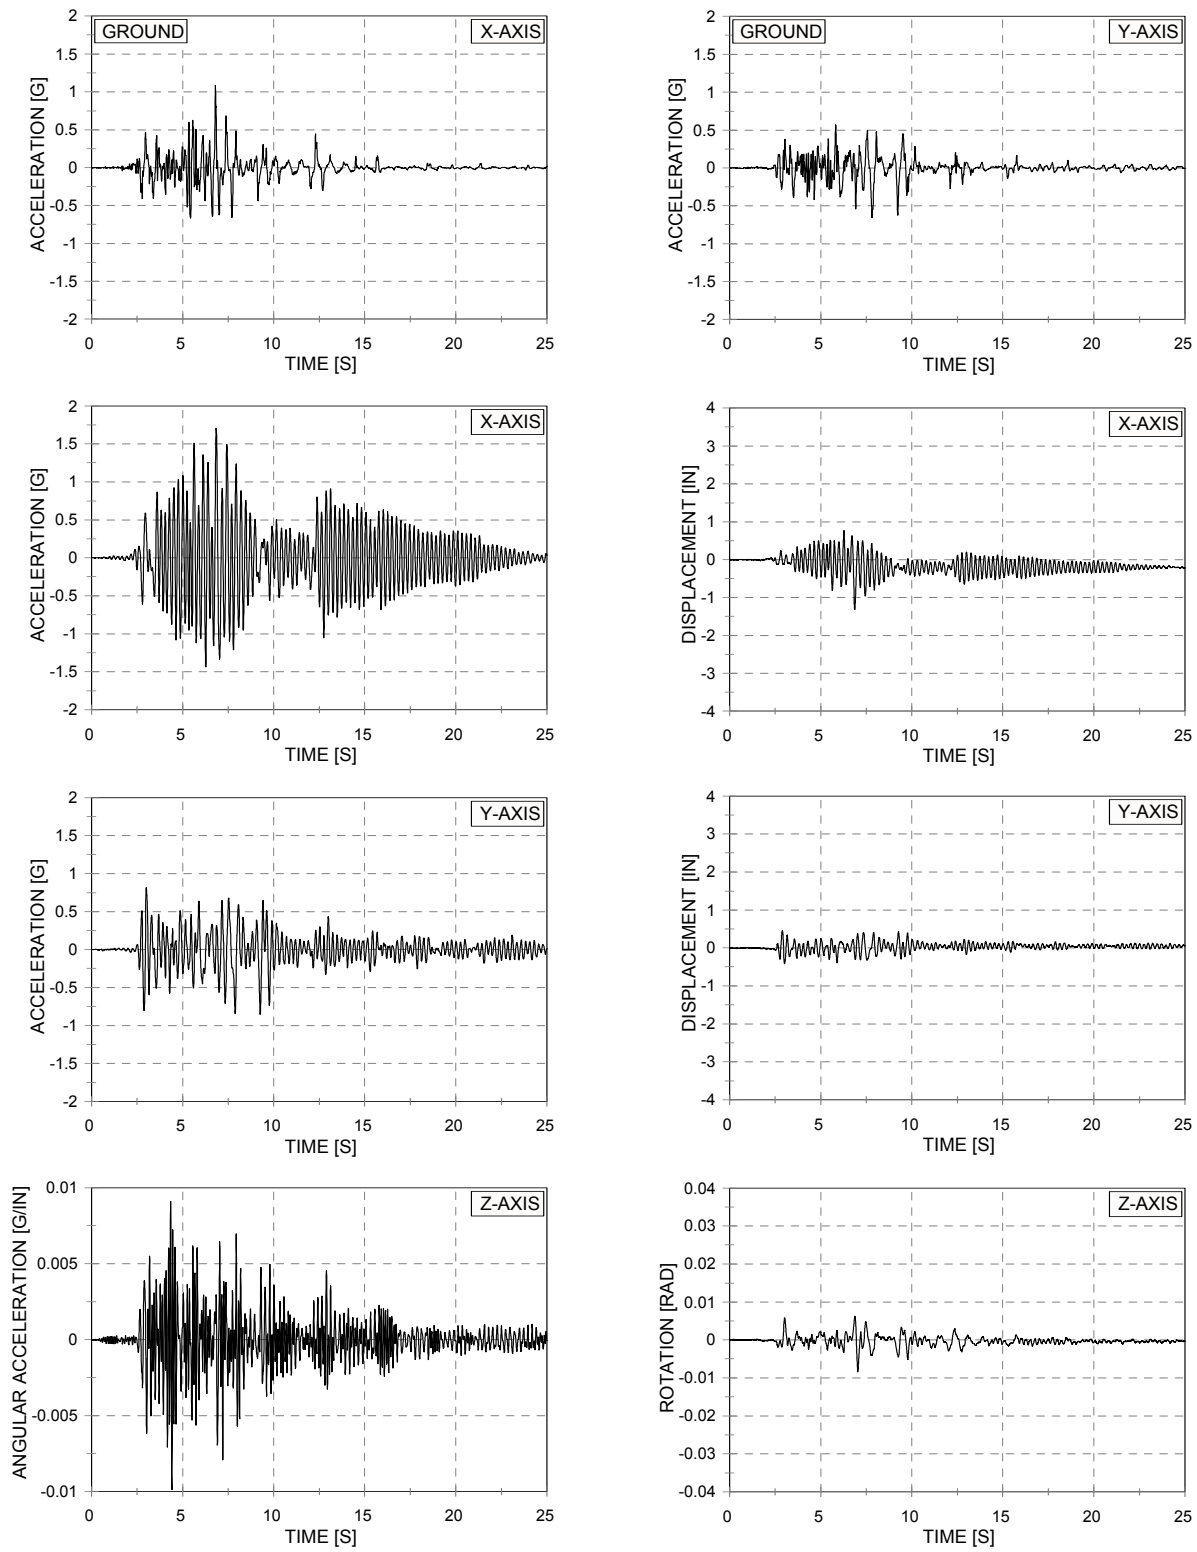 GROUND
X-AXIS
2
1.5
1
0.5
0
-0.5
-1
-1.5
-2
ACCELERATION [G]
0 5 10 15 20 25
TIME [S]
GROUND
Y-AXIS
2
1.5
1
0.5
0
-0.5
-1
-1.5
-2
ACCELERATION [G]
0 5 10 15 20 25
TIME [S]
X-AXIS
2
1.5
1
0.5
0
-0.5
-1
-1.5
-2
ACCELERATION [G]
0 5 10 15 20 25
TIME [S]
X-AXIS
4
3
2
1
0
-1
-2
-3
-4
DISPLACEMENT [IN]
0 5 10 15 20 25
TIME [S]
Y-AXIS
2
1.5
1
0.5
0
-0.5
-1
-1.5
-2
ACCELERATION [G]
0 5 10 15 20 25
TIME [S]
Y-AXIS
4
3
2
1
0
-1
-2
-3
-4
DISPLACEMENT [IN]
0 5 10 15 20 25
TIME [S]
Z-AXIS
0.01
0.005
0
-0.005
-0.01
ANGULAR ACCELERATION [G/IN]
0 5 10 15 20 25
TIME [S]
Z-AXIS
0.04
0.03
0.02
0.01
0
-0.01
-0.02
-0.03
-0.04
ROTATION [RAD]
0 5 10 15 20 25
TIME [S]